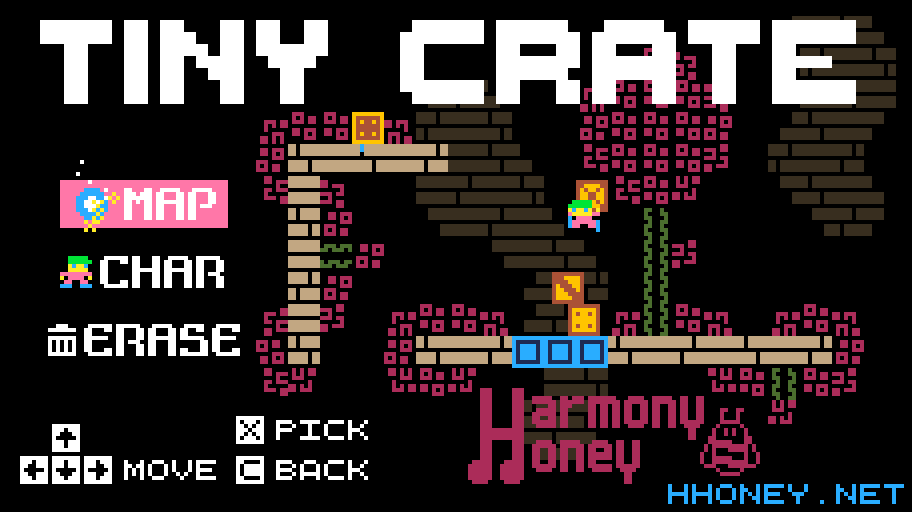 TINY CRATE
MAP
CHAR
ERASE
X PICK
MOVE C BACK
Harmony
Honey
HHONEY.NET